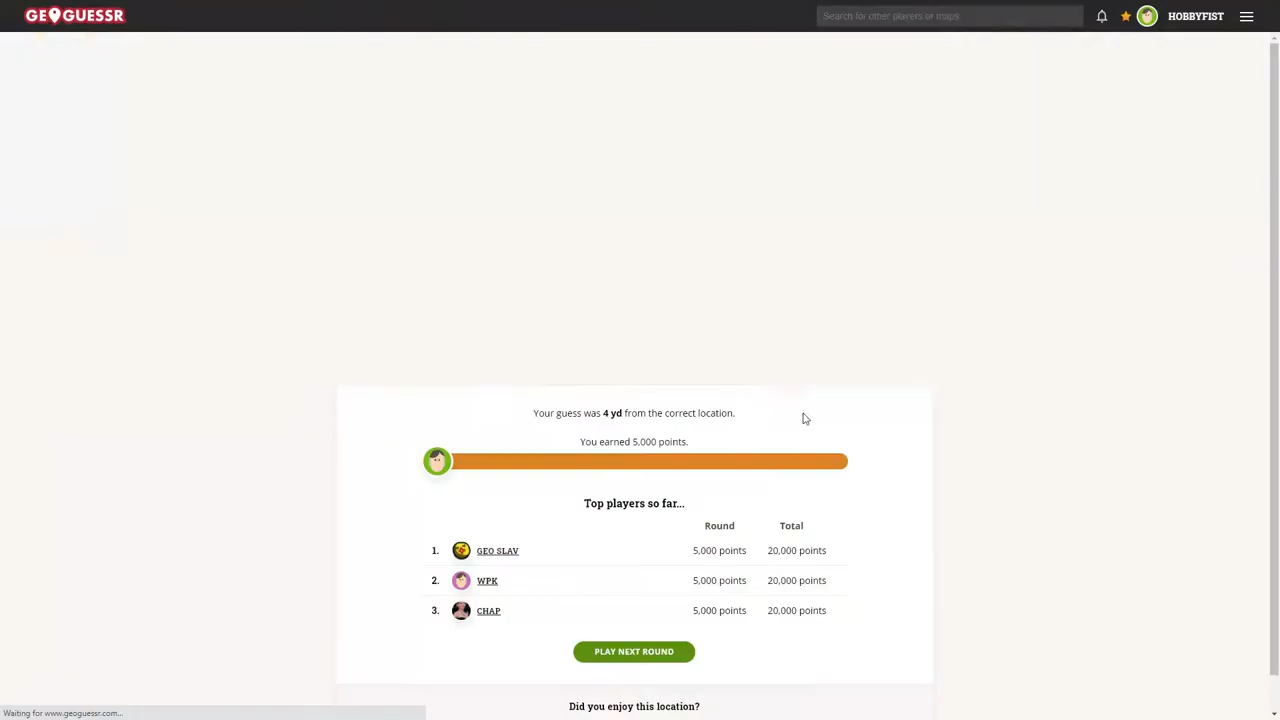 GEOGUESSR
Search for other players or maps
HOBBYFIST
Your guess was 4 yd from the correct location.
You earned 5,000 points.
Top players so far...
Round Total
1. GEO SLAV 5,000 points 20,000 points
2. WPK 5,000 points 20,000 points
3. CHAP 5,000 points 20,000 points
PLAY NEXT ROUND
Did you enjoy this location?
Waiting for www.geoguessr.com...